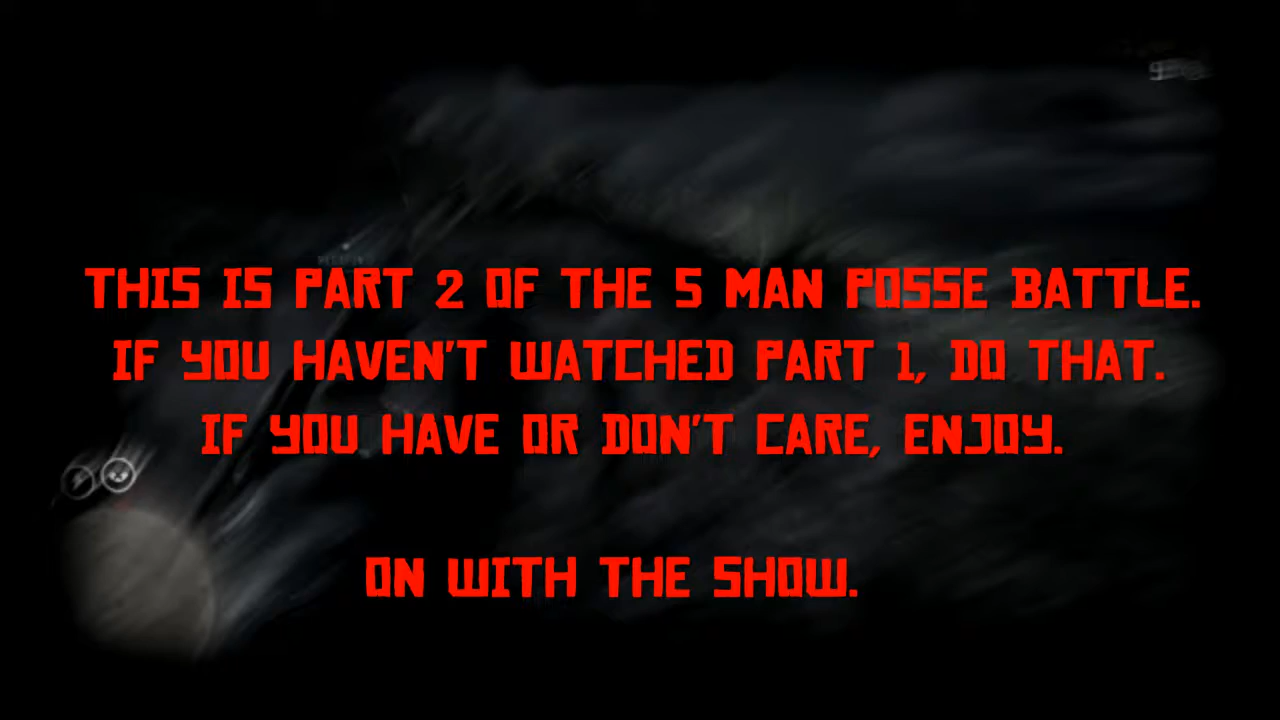 THIS IS PART 2 OF THE 5 MAN POSSE BATTLE.
IF YOU HAVEN'T WATCHED PART 1, DO THAT.
IF YOU HAVE OR DON'T CARE, ENJOY.
ON WITH THE SHOW.